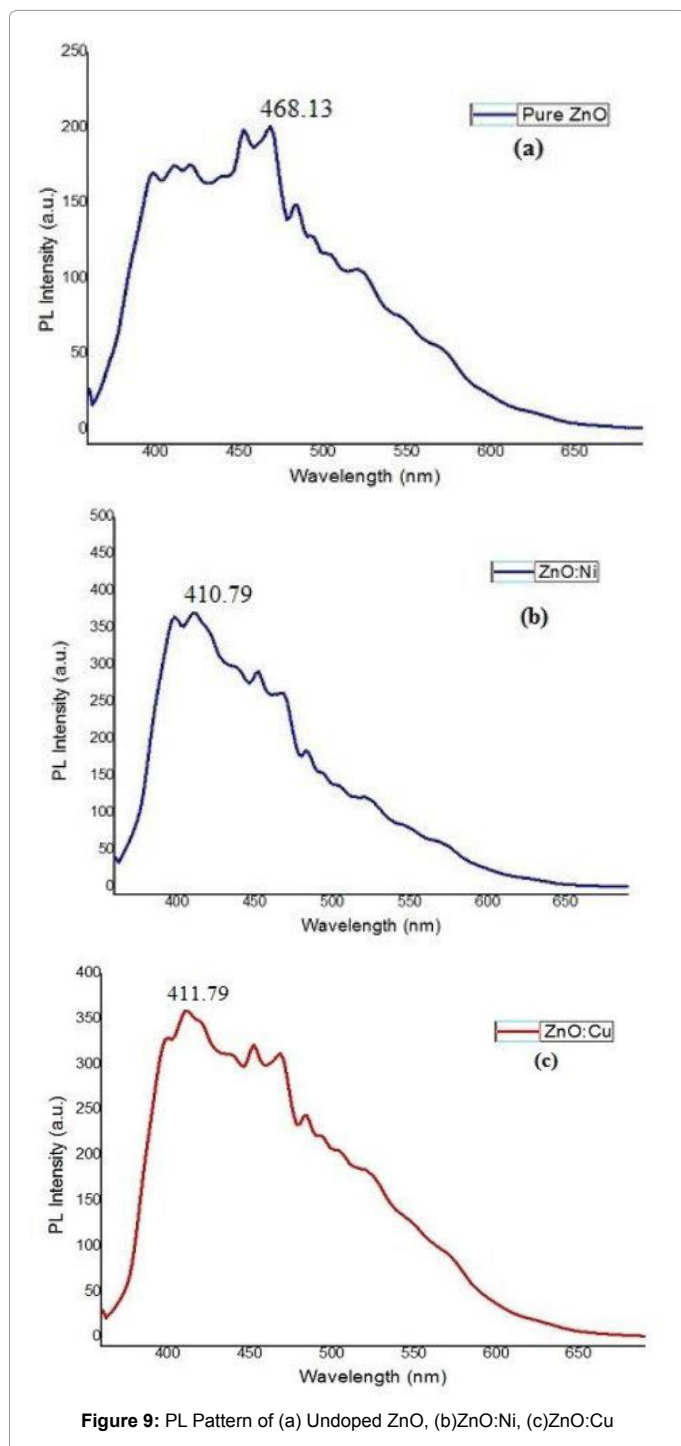 250
200
150
100
50
0
PL Intensity (a.u.)
468.13
Pure ZnO
(a)
400 450 500 550 600 650
Wavelength (nm)
500
450
400
350
300
250
200
150
100
50
0
PL Intensity (a.u.)
410.79
ZnO:Ni
(b)
400 450 500 550 600 650
Wavelength (nm)
400
350
300
250
200
150
100
50
0
PL Intensity (a.u.)
411.79
ZnO:Cu
(c)
400 450 500 550 600 650
Wavelength (nm)
Figure 9: PL Pattern of (a) Undoped ZnO, (b)ZnO:Ni, (c)ZnO:Cu